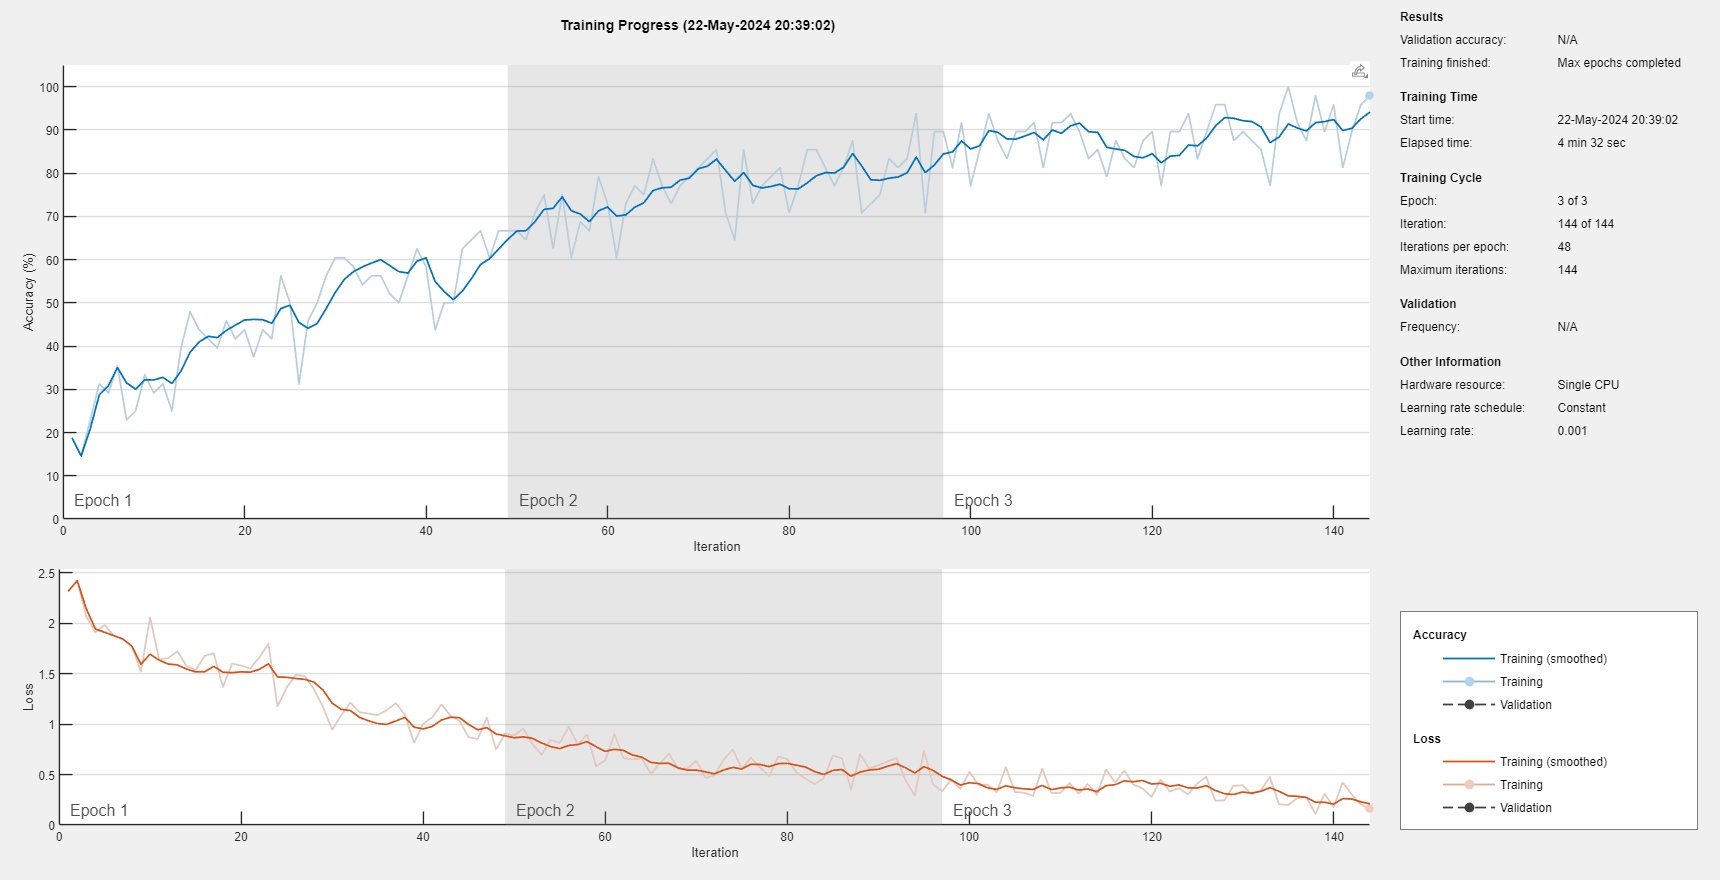 Training Progress (22-May-2024 20:39:02)
Accuracy (%)
100
90
80
70
60
50
40
30
20
10
0
Epoch 1
Epoch 2
Epoch 3
0 20 40 60 80 100 120 140
Iteration
Loss
2.5
2
1.5
1
0.5
0
Epoch 1
Epoch 2
Epoch 3
0 20 40 60 80 100 120 140
Iteration
Results
Validation accuracy: N/A
Training finished: Max epochs completed
Training Time
Start time: 22-May-2024 20:39:02
Elapsed time: 4 min 32 sec
Training Cycle
Epoch: 3 of 3
Iteration: 144 of 144
Iterations per epoch: 48
Maximum iterations: 144
Validation
Frequency: N/A
Other Information
Hardware resource: Single CPU
Learning rate schedule: Constant
Learning rate: 0.001
Accuracy
Training (smoothed)
Training
Validation
Loss
Training (smoothed)
Training
Validation